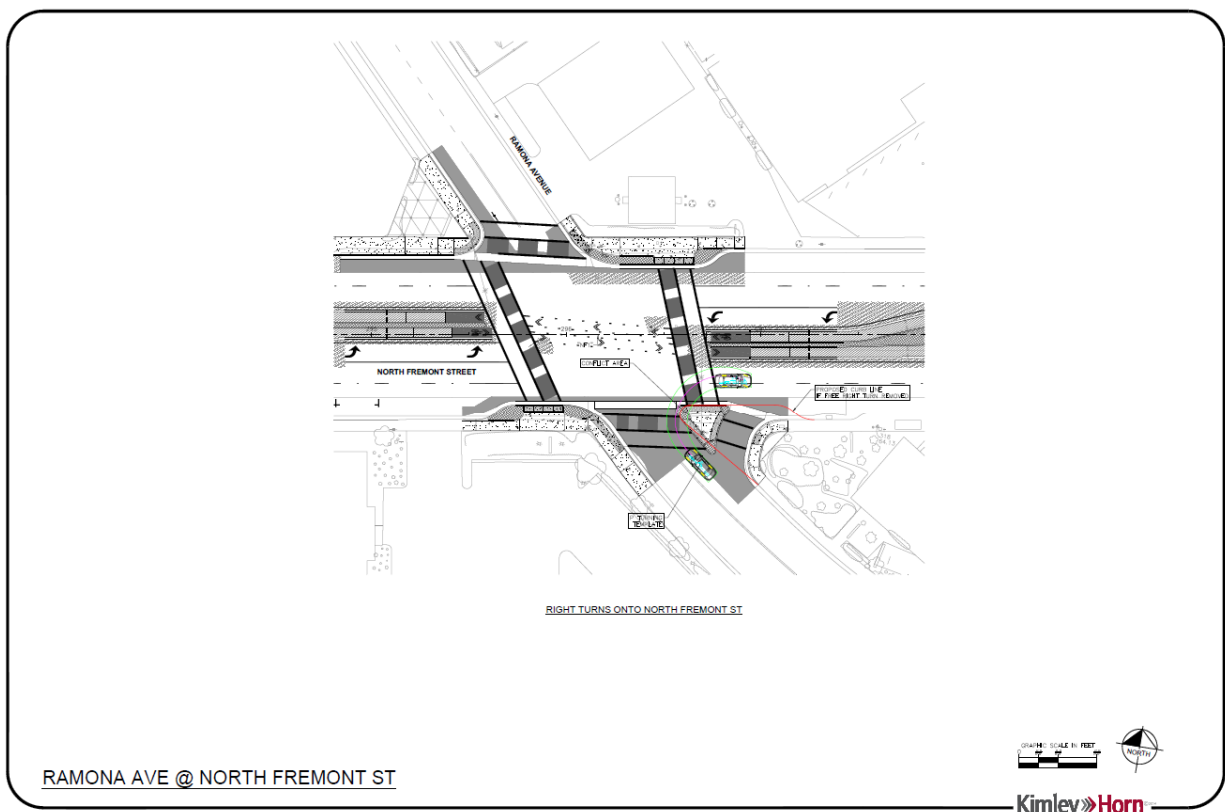 RAMONA AVENUE
CONFLICT AREA
NORTH FREMONT STREET
PROPOSED CURB LINE
IF FREE RIGHT TURN REMOVED
TURNING
TEMPLATE
RIGHT TURNS ONTO NORTH FREMONT ST
GRAPHIC SCALE IN FEET
NORTH
RAMONA AVE @ NORTH FREMONT ST
Kimley»Horn